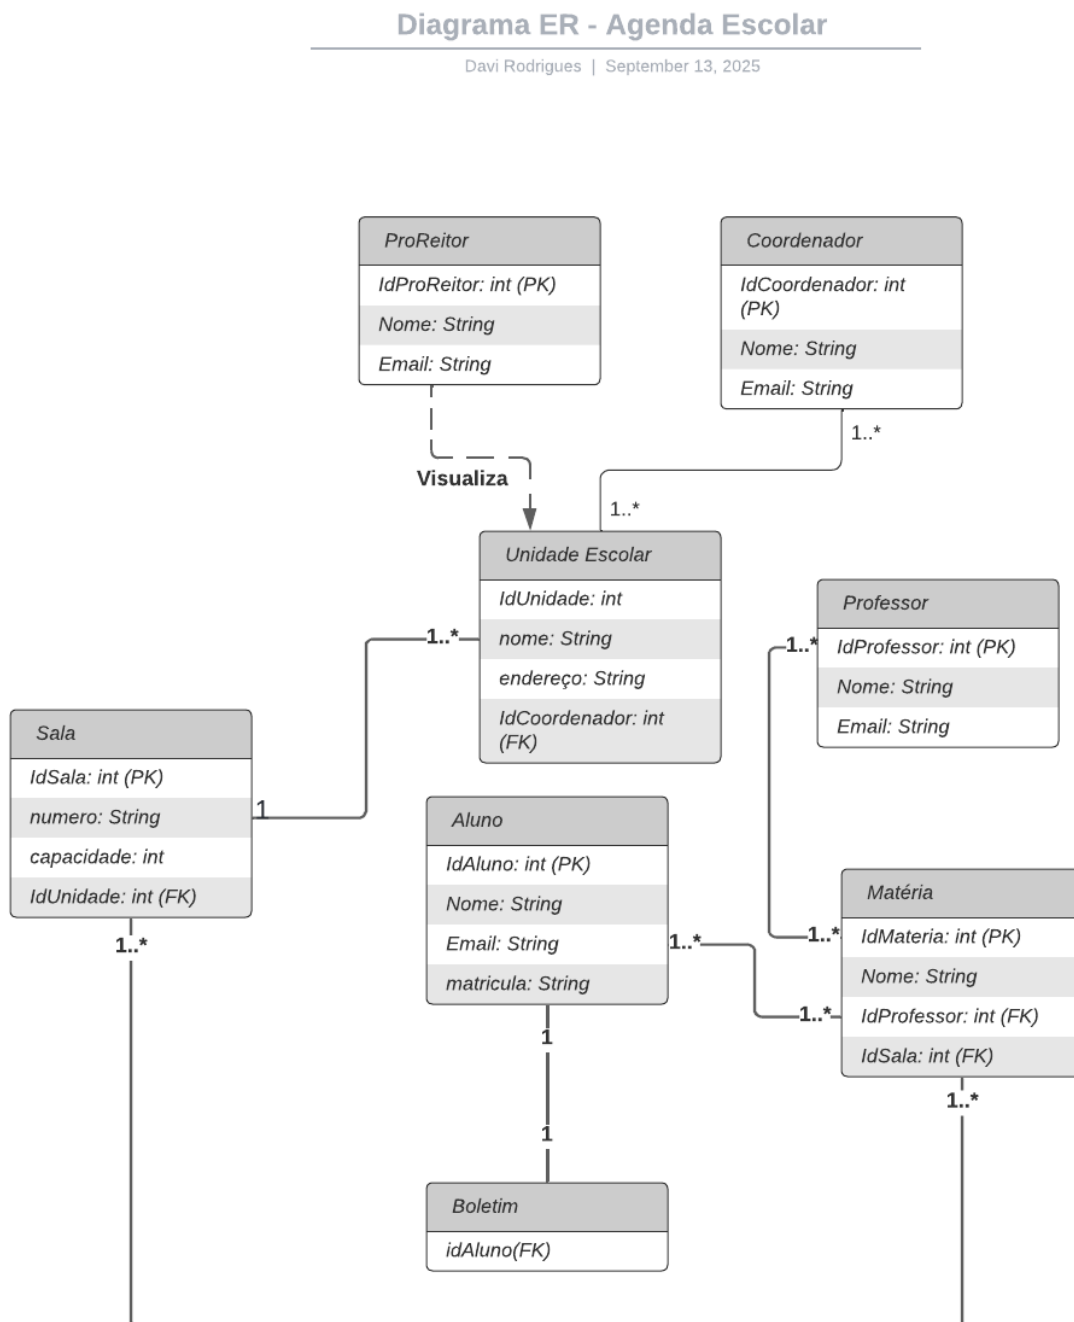 Diagrama ER - Agenda Escolar
Davi Rodrigues | September 13, 2025
ProReitor
IdProReitor: int (PK)
Nome: String
Email: String
Coordenador
IdCoordenador: int
(PK)
Nome: String
Email: String
1..*
Visualiza
1..*
Unidade Escolar
IdUnidade: int
nome: String
endereço: String
IdCoordenador: int
(FK)
1..*
Professor
IdProfessor: int (PK)
Nome: String
Email: String
1..*
Sala
IdSala: int (PK)
numero: String
capacidade: int
IdUnidade: int (FK)
1
1..*
Aluno
IdAluno: int (PK)
Nome: String
Email: String
matricula: String
1..*
Matéria
IdMateria: int (PK)
Nome: String
IdProfessor: int (FK)
IdSala: int (FK)
1..*
1..*
1..*
1
1
Boletim
idAluno(FK)